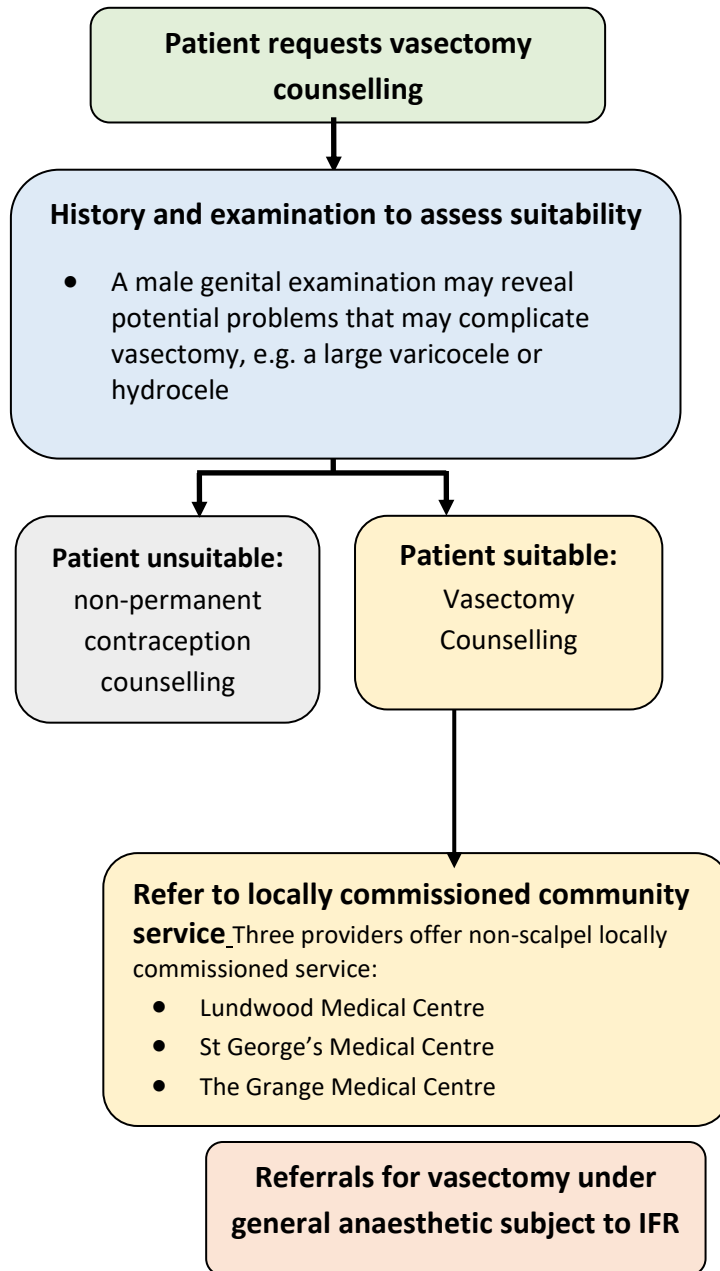 Patient requests vasectomy
counselling
History and examination to assess suitability
• A male genital examination may reveal
potential problems that may complicate
vasectomy, e.g. a large varicocele or
hydrocele
Patient unsuitable:
non-permanent
contraception
counselling
Patient suitable:
Vasectomy
Counselling
Refer to locally commissioned community
service Three providers offer non-scalpel locally
commissioned service:
• Lundwood Medical Centre
• St George’s Medical Centre
• The Grange Medical Centre
Referrals for vasectomy under
general anaesthetic subject to IFR